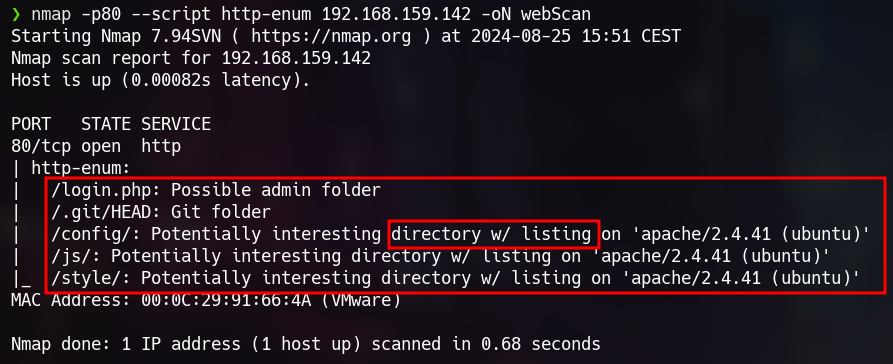 ❯ nmap -p80 --script http-enum 192.168.159.142 -oN webScan
Starting Nmap 7.94SVN ( https://nmap.org ) at 2024-08-25 15:51 CEST
Nmap scan report for 192.168.159.142
Host is up (0.00082s latency).
PORT   STATE SERVICE
80/tcp open  http
| http-enum:
|   /login.php: Possible admin folder
|   /.git/HEAD: Git folder
|   /config/: Potentially interesting directory w/ listing on 'apache/2.4.41 (ubuntu)'
|   /js/: Potentially interesting directory w/ listing on 'apache/2.4.41 (ubuntu)'
|_  /style/: Potentially interesting directory w/ listing on 'apache/2.4.41 (ubuntu)'
MAC Address: 00:0C:29:91:66:4A (VMware)
Nmap done: 1 IP address (1 host up) scanned in 0.68 seconds